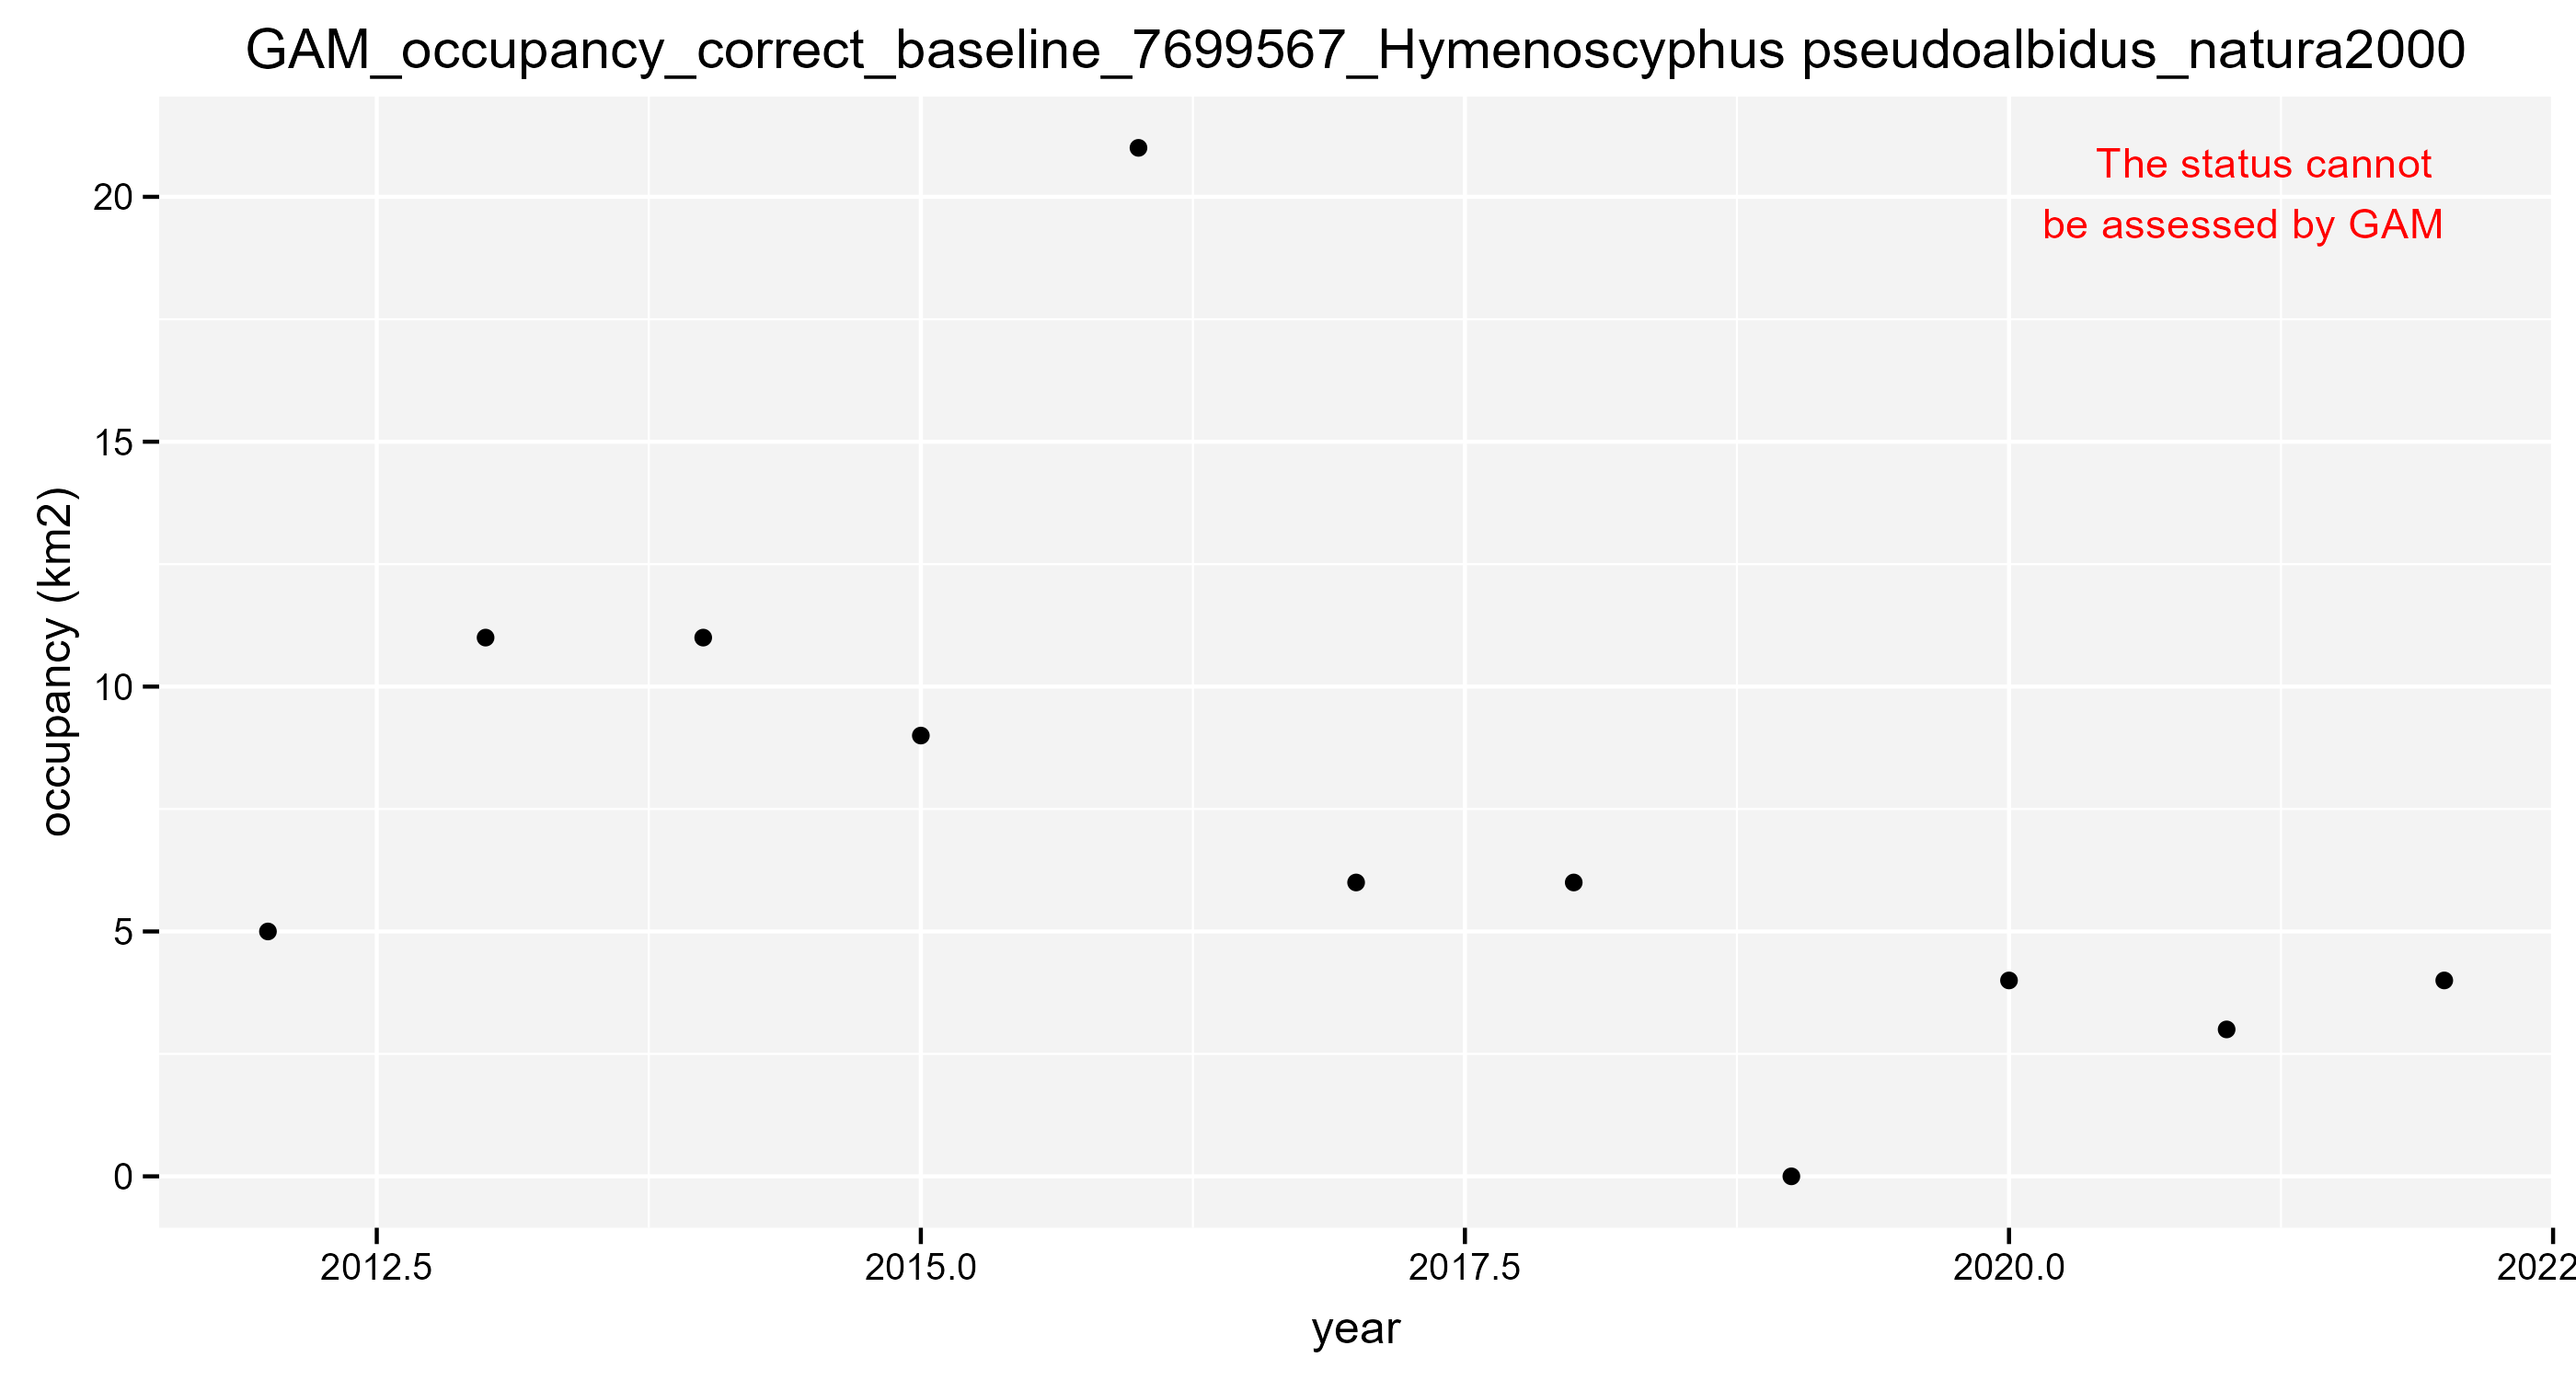 GAM_occupancy_correct_baseline_7699567_Hymenoscyphus pseudoalbidus_natura2000
The status cannot
be assessed by GAM
20
15
10
5
0
occupancy (km2)
2012.5 2015.0 2017.5 2020.0 2022
year